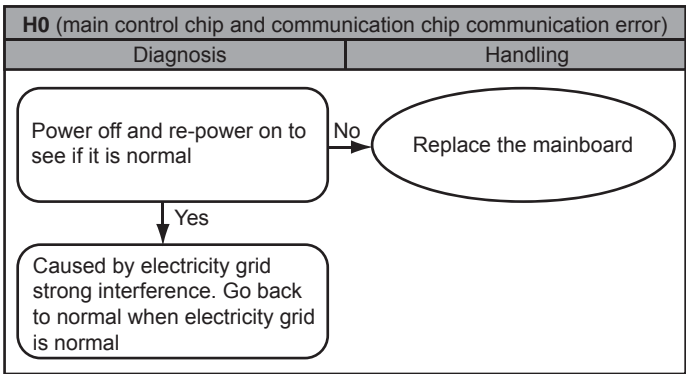 H0 (main control chip and communication chip communication error)
Diagnosis
Handling
Power off and re-power on to
see if it is normal
No
Replace the mainboard
Yes
Caused by electricity grid
strong interference. Go back
to normal when electricity grid
is normal